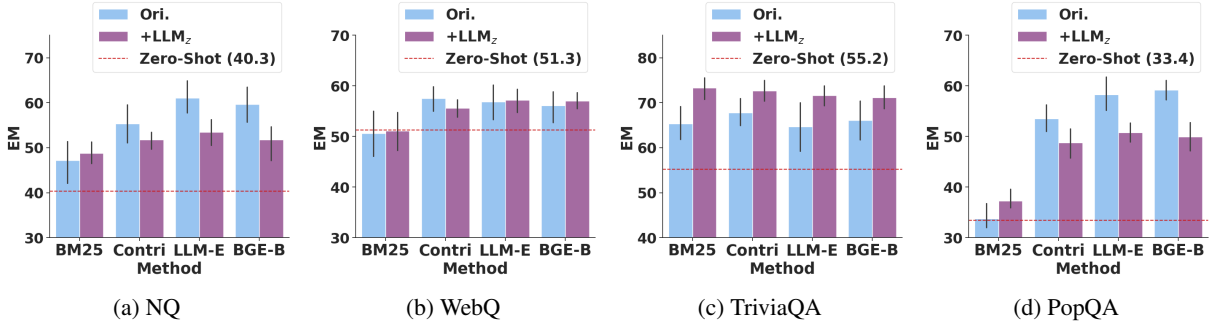 Ori.
+LLMz
Zero-Shot (40.3)
70
60
50
40
30
EM
BM25 Contri LLM-E BGE-B
Method
(a) NQ
Ori.
+LLMz
Zero-Shot (51.3)
70
60
50
40
30
EM
BM25 Contri LLM-E BGE-B
Method
(b) WebQ
Ori.
+LLMz
Zero-Shot (55.2)
80
70
60
50
40
EM
BM25 Contri LLM-E BGE-B
Method
(c) TriviaQA
Ori.
+LLMz
Zero-Shot (33.4)
70
60
50
40
30
EM
BM25 Contri LLM-E BGE-B
Method
(d) PopQA